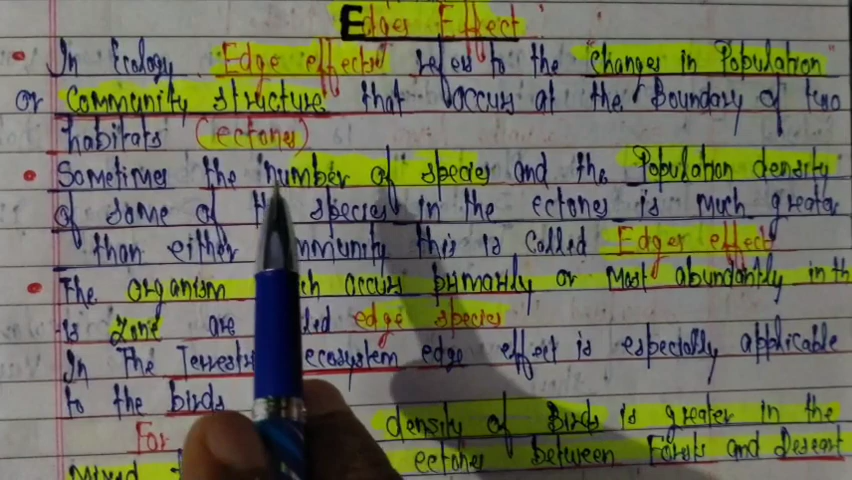 Edges Effect
In Ecology Edge effects refers to the "changes in Population"
or Community structure that occurs at the Boundary of two
habitats (ectones)
Sometimes the number of species and the Population density
of some of the species in the ectones is much greater
than either community this is called Edges effect
The organism which occurs primarily or most abundantly in th
is zone are called edge species
In The Terrestr ecosystem edge effect is especially applicable
to the birds
For density of Birds is greater in the
Mixed ectones between Forsts and Desert